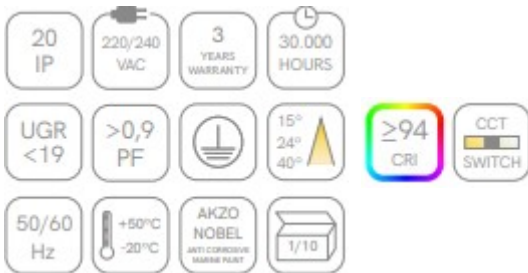 20
IP
220/240
VAC
3
YEARS
WARRANTY
30.000
HOURS
UGR
<19
>0,9
PF
15°
24°
40°
≥94
CRI
CCT
SWITCH
50/60
Hz
+50°C
-20°C
AKZO
NOBEL
ANTI CORROSIVE
MARINE PAINT
1/10